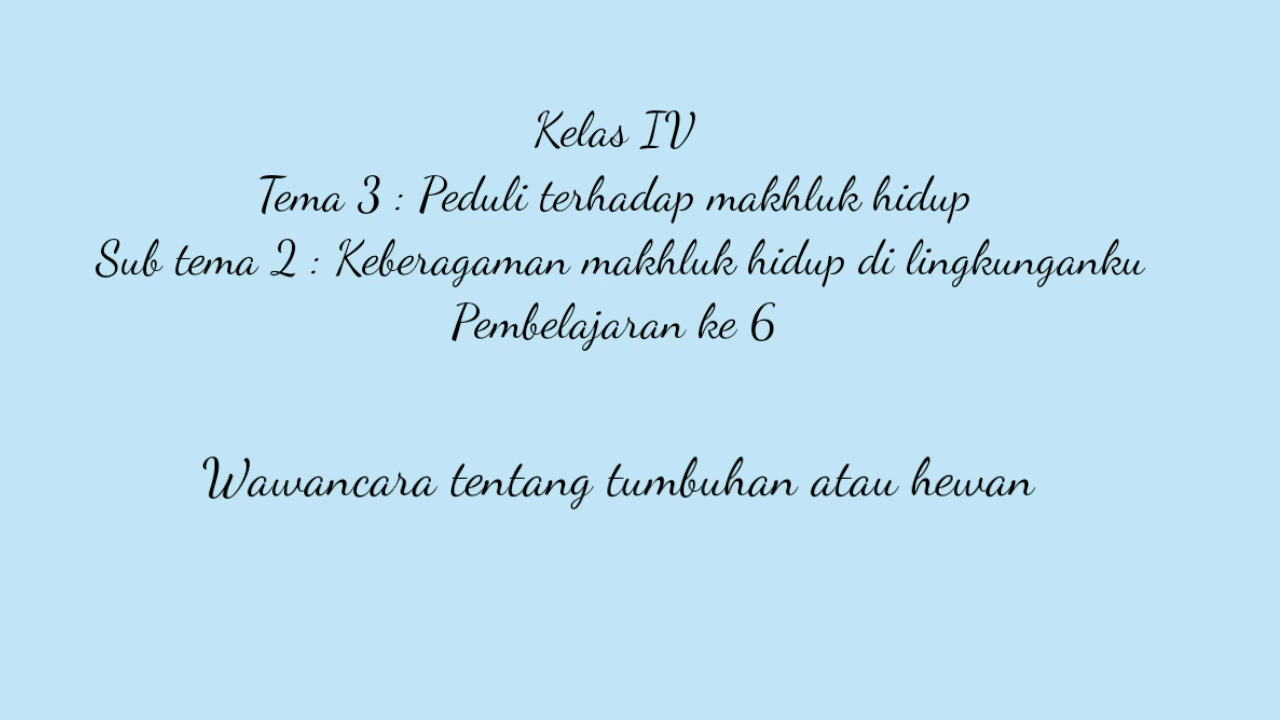 Kelas IV
Tema 3 : Peduli terhadap makhluk hidup
Sub tema 2 : Keberagaman makhluk hidup di lingkunganku
Pembelajaran ke 6
Wawancara tentang tumbuhan atau hewan